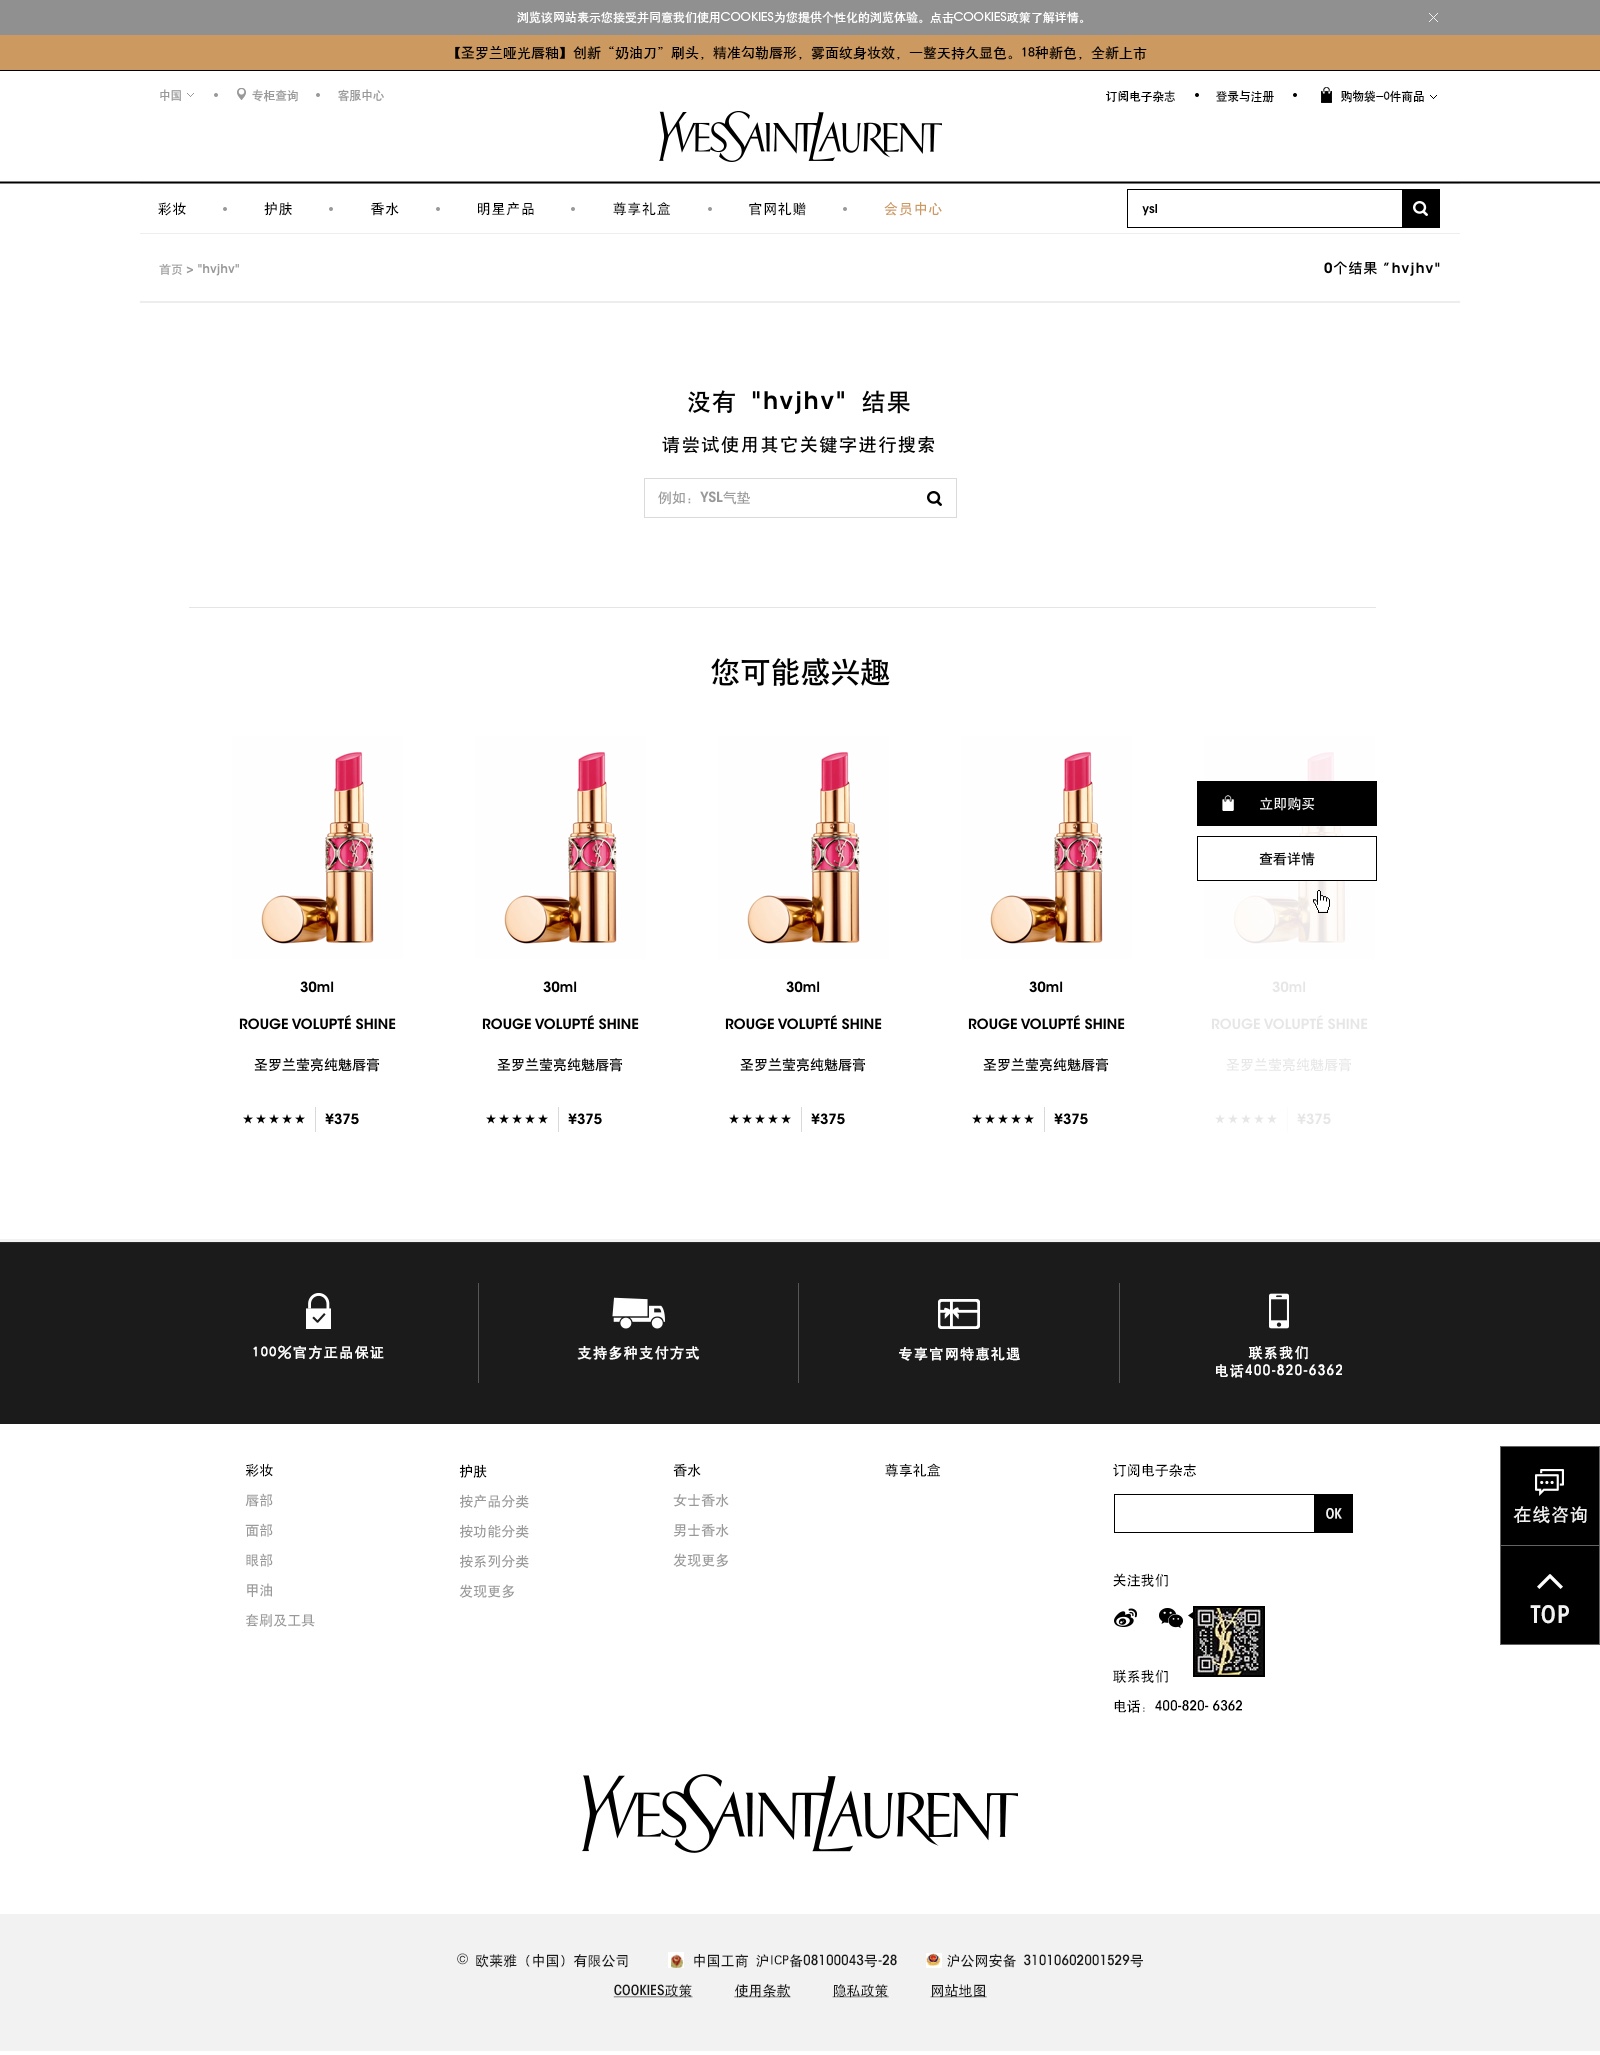 浏览该网站表示您接受并同意我们使用COOKIES为您提供个性化的浏览体验。点击COOKIES政策了解详情。
【圣罗兰哑光唇釉】创新“奶油刀”刷头，精准勾勒唇形，雾面纹身妆效，一整天持久显色。18种新色，全新上市
中国 • 专柜查询 • 客服中心
订阅电子杂志 • 登录与注册 • 购物袋-0件商品
YVESSAINTLAURENT
彩妆 • 护肤 • 香水 • 明星产品 • 尊享礼盒 • 官网礼赠 • 会员中心
ysl
首页 > "hvjhv"
0个结果 "hvjhv"
没有 "hvjhv" 结果
请尝试使用其它关键字进行搜索
例如：YSL气垫
您可能感兴趣
立即购买
查看详情
30ml 30ml 30ml 30ml 30ml
ROUGE VOLUPTÉ SHINE ROUGE VOLUPTÉ SHINE ROUGE VOLUPTÉ SHINE ROUGE VOLUPTÉ SHINE ROUGE VOLUPTÉ SHINE
圣罗兰莹亮纯魅唇膏 圣罗兰莹亮纯魅唇膏 圣罗兰莹亮纯魅唇膏 圣罗兰莹亮纯魅唇膏 圣罗兰莹亮纯魅唇膏
★★★★★ ¥375 ★★★★★ ¥375 ★★★★★ ¥375 ★★★★★ ¥375 ★★★★★ ¥375
100%官方正品保证
支持多种支付方式
专享官网特惠礼遇
联系我们
电话400-820-6362
彩妆
唇部
面部
眼部
甲油
套刷及工具
护肤
按产品分类
按功能分类
按系列分类
发现更多
香水
女士香水
男士香水
发现更多
尊享礼盒
订阅电子杂志
OK
关注我们
YSL
联系我们
电话：400-820- 6362
在线咨询
TOP
YVESSAINTLAURENT
© 欧莱雅（中国）有限公司 中国工商 沪ICP备08100043号-28 沪公网安备 31010602001529号
COOKIES政策 使用条款 隐私政策 网站地图